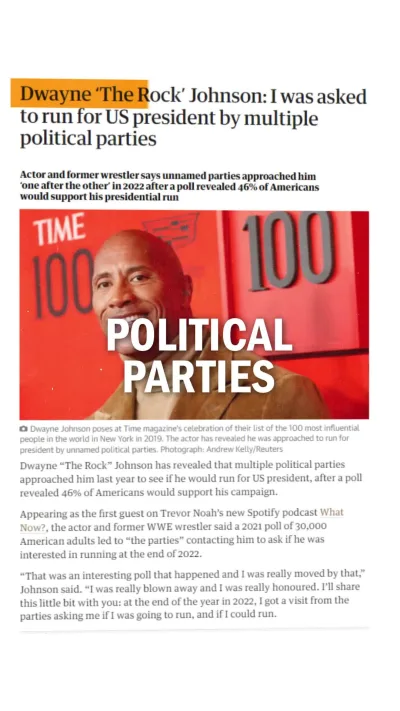 Dwayne ‘The Rock’ Johnson: I was asked
to run for US president by multiple
political parties
Actor and former wrestler says unnamed parties approached him
‘one after the other’ in 2022 after a poll revealed 46% of Americans
would support his presidential run
TIME
100
100
POLITICAL
PARTIES
Dwayne Johnson poses at Time magazine’s celebration of their list of the 100 most influential
people in the world in New York in 2019. The actor has revealed he was approached to run for
president by unnamed political parties. Photograph: Andrew Kelly/Reuters
Dwayne “The Rock” Johnson has revealed that multiple political parties
approached him last year to see if he would run for US president, after a poll
revealed 46% of Americans would support his campaign.
Appearing as the first guest on Trevor Noah’s new Spotify podcast What
Now?, the actor and former WWE wrestler said a 2021 poll of 30,000
American adults led to “the parties” contacting him to ask if he was
interested in running at the end of 2022.
“That was an interesting poll that happened and I was really moved by that,”
Johnson said. “I was really blown away and I was really honoured. I’ll share
this little bit with you: at the end of the year in 2022, I got a visit from the
parties asking me if I was going to run, and if I could run.